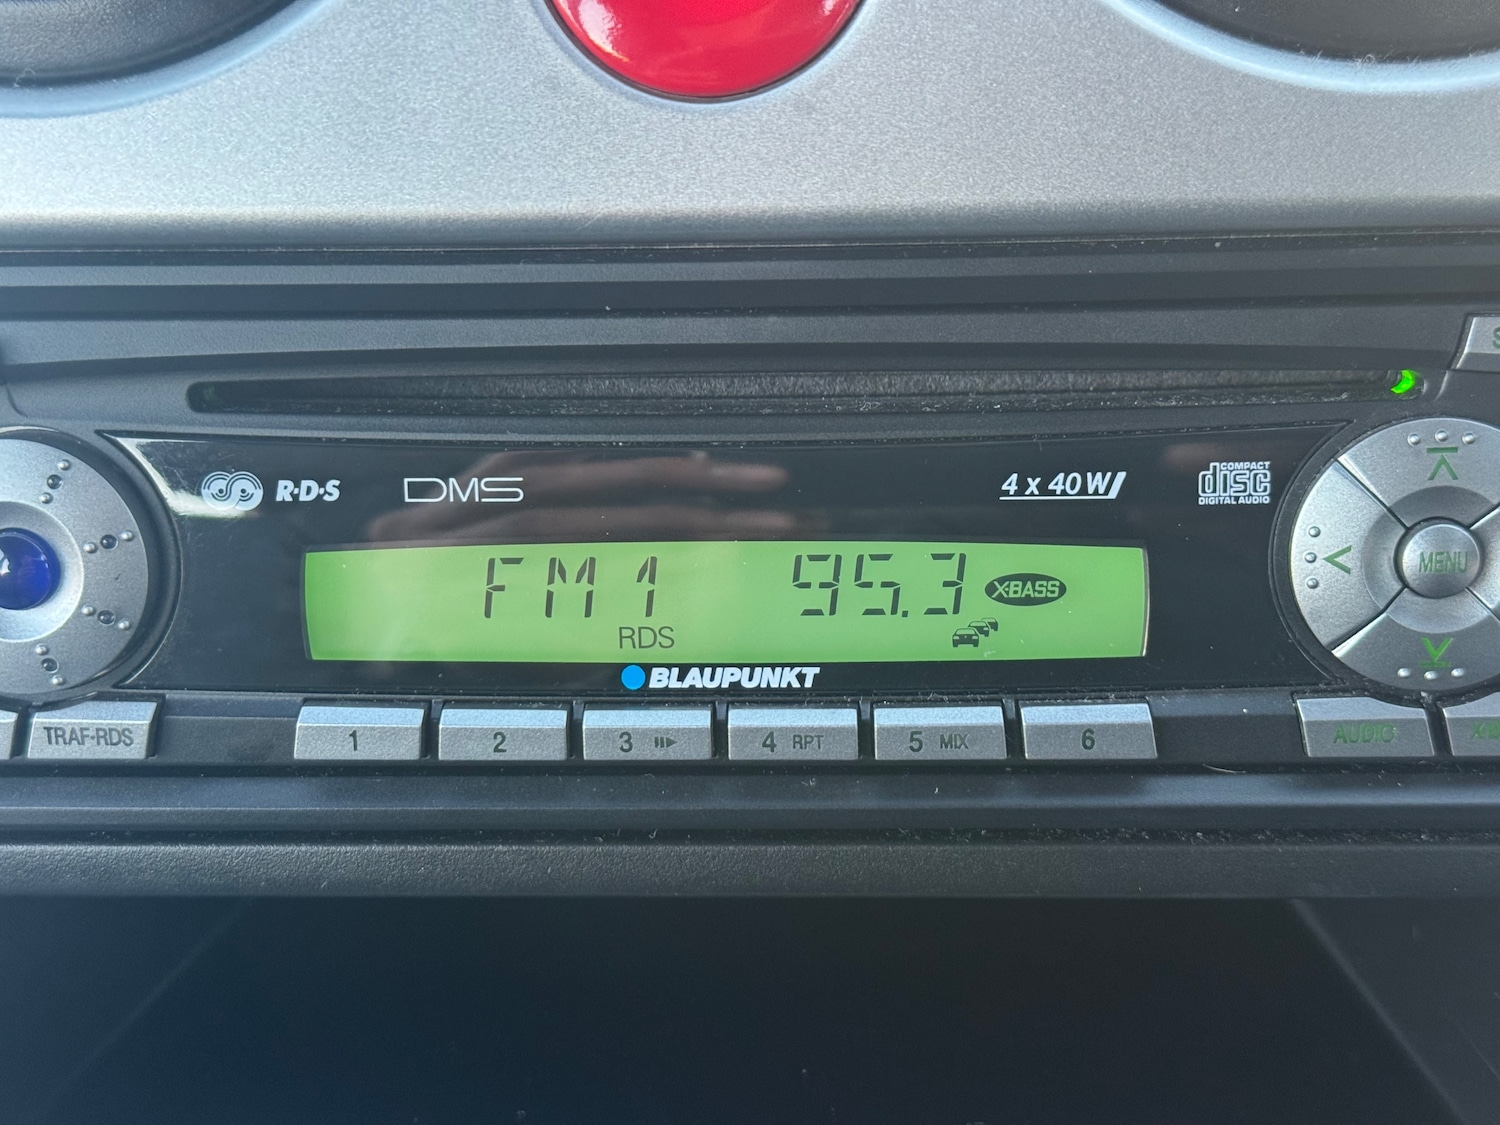 R·D·S
DMS
4 x 40W
COMPACT
disc
DIGITAL AUDIO
FM1 95.3 X-BASS
RDS
BLAUPUNKT
MENU
TRAF·RDS
1
2
3
4 RPT
5 MIX
6
AUDIO